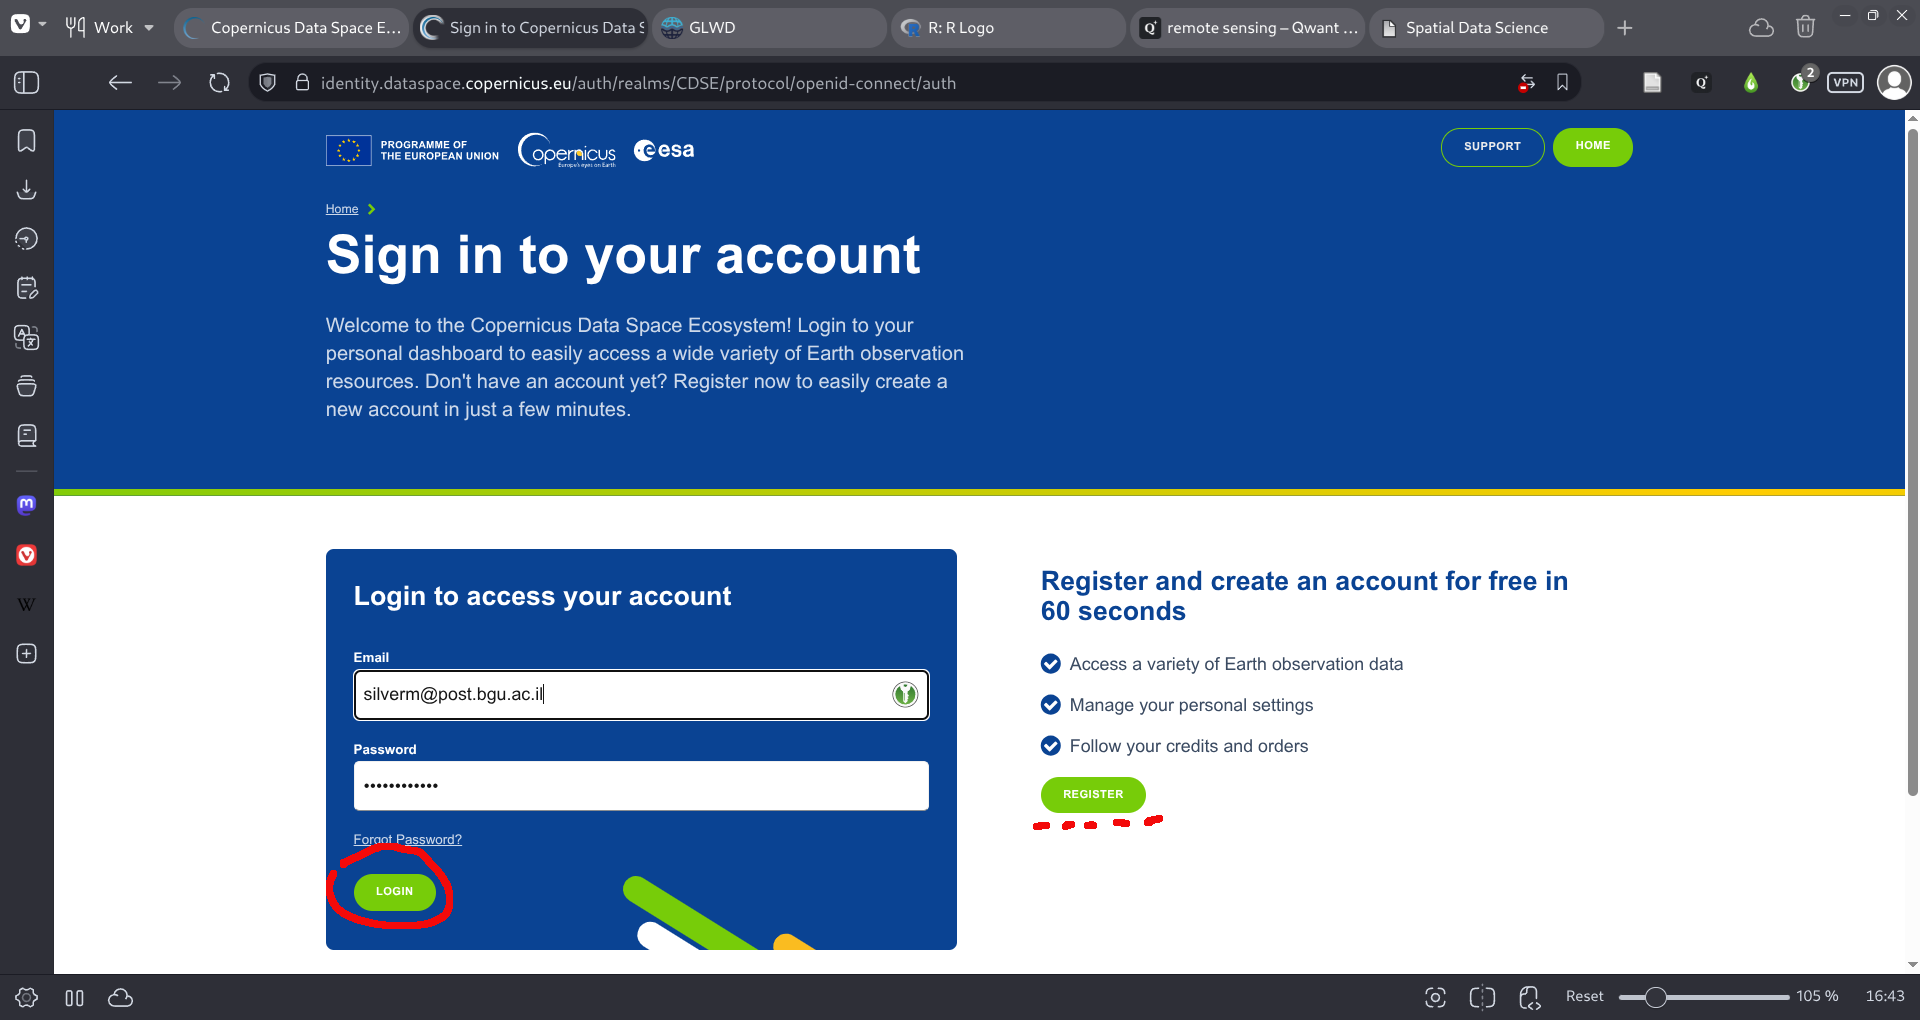 Work
Copernicus Data Space E...
Sign in to Copernicus Data S
GLWD
R: R Logo
remote sensing – Qwant ...
Spatial Data Science
identity.dataspace.copernicus.eu/auth/realms/CDSE/protocol/openid-connect/auth
2
VPN
PROGRAMME OF
THE EUROPEAN UNION
opernicus
Europe's eyes on Earth
esa
SUPPORT
HOME
Home
Sign in to your account
Welcome to the Copernicus Data Space Ecosystem! Login to your
personal dashboard to easily access a wide variety of Earth observation
resources. Don't have an account yet? Register now to easily create a
new account in just a few minutes.
Login to access your account
Email
silverm@post.bgu.ac.il
Password
••••••••••••
Forgot Password?
LOGIN
Register and create an account for free in
60 seconds
Access a variety of Earth observation data
Manage your personal settings
Follow your credits and orders
REGISTER
Reset
105 %
16:43